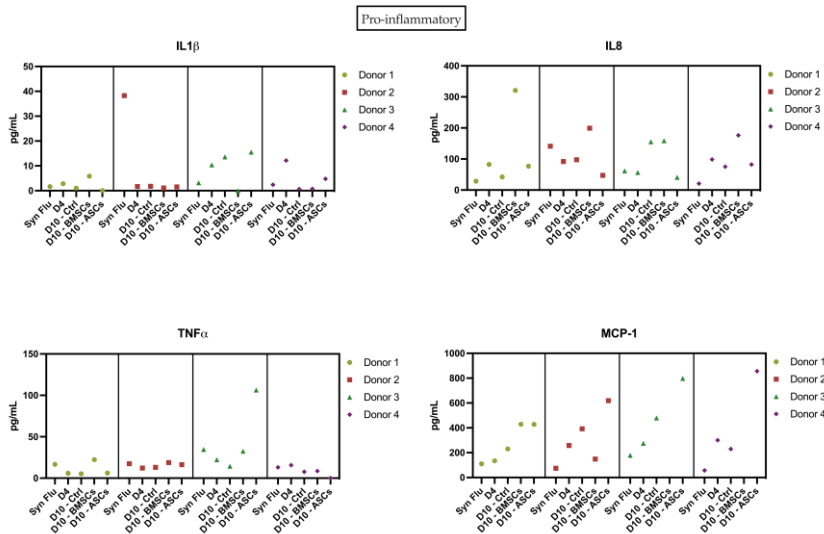 Pro-inflammatory
IL1β
pg/mL
50
40
30
20
10
0
Syn Flu
D4
D10 - Ctrl
D10 - BMSCs
D10 - ASCs
Syn Flu
D4
D10 - Ctrl
D10 - BMSCs
D10 - ASCs
Syn Flu
D4
D10 - Ctrl
D10 - BMSCs
D10 - ASCs
Syn Flu
D4
D10 - Ctrl
D10 - BMSCs
D10 - ASCs
Donor 1
Donor 2
Donor 3
Donor 4
IL8
pg/mL
400
300
200
100
0
Syn Flu
D4
D10 - Ctrl
D10 - BMSCs
D10 - ASCs
Syn Flu
D4
D10 - Ctrl
D10 - BMSCs
D10 - ASCs
Syn Flu
D4
D10 - Ctrl
D10 - BMSCs
D10 - ASCs
Syn Flu
D4
D10 - Ctrl
D10 - BMSCs
D10 - ASCs
Donor 1
Donor 2
Donor 3
Donor 4
TNFα
pg/mL
150
100
50
0
Syn Flu
D4
D10 - Ctrl
D10 - BMSCs
D10 - ASCs
Syn Flu
D4
D10 - Ctrl
D10 - BMSCs
D10 - ASCs
Syn Flu
D4
D10 - Ctrl
D10 - BMSCs
D10 - ASCs
Syn Flu
D4
D10 - Ctrl
D10 - BMSCs
D10 - ASCs
Donor 1
Donor 2
Donor 3
Donor 4
MCP-1
pg/mL
1000
800
600
400
200
0
Syn Flu
D4
D10 - Ctrl
D10 - BMSCs
D10 - ASCs
Syn Flu
D4
D10 - Ctrl
D10 - BMSCs
D10 - ASCs
Syn Flu
D4
D10 - Ctrl
D10 - BMSCs
D10 - ASCs
Syn Flu
D4
D10 - Ctrl
D10 - BMSCs
D10 - ASCs
Donor 1
Donor 2
Donor 3
Donor 4